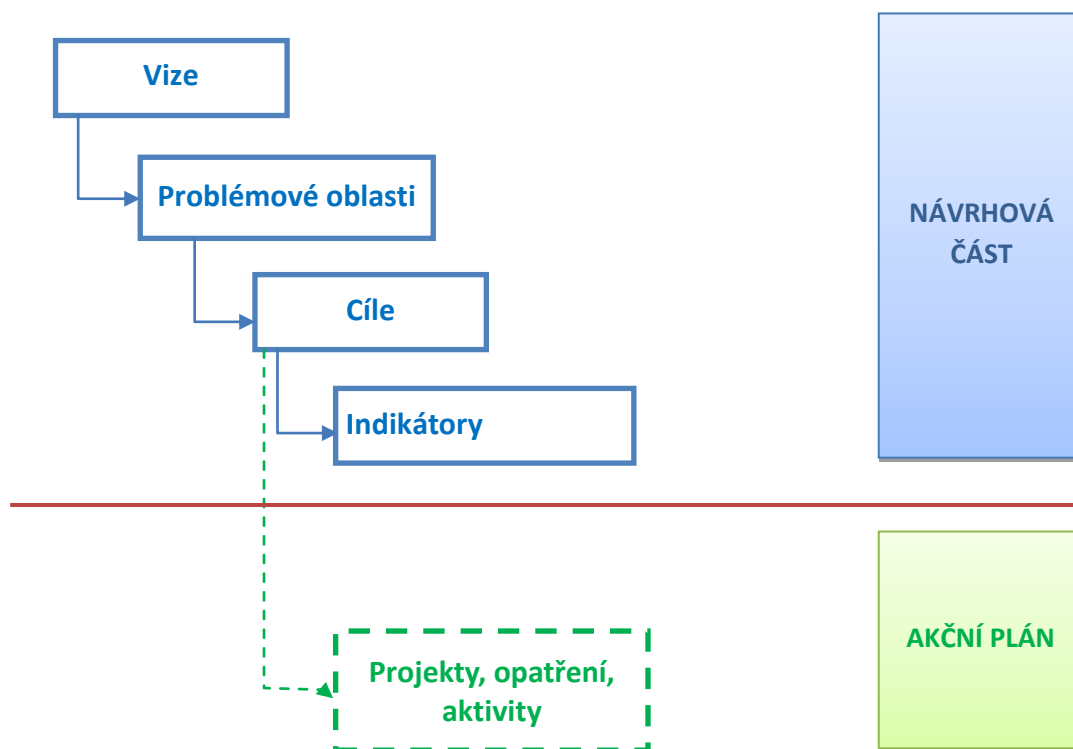 Vize
Problémové oblasti
Cíle
Indikátory
NÁVRHOVÁ
ČÁST
Projekty, opatření,
aktivity
AKČNÍ PLÁN